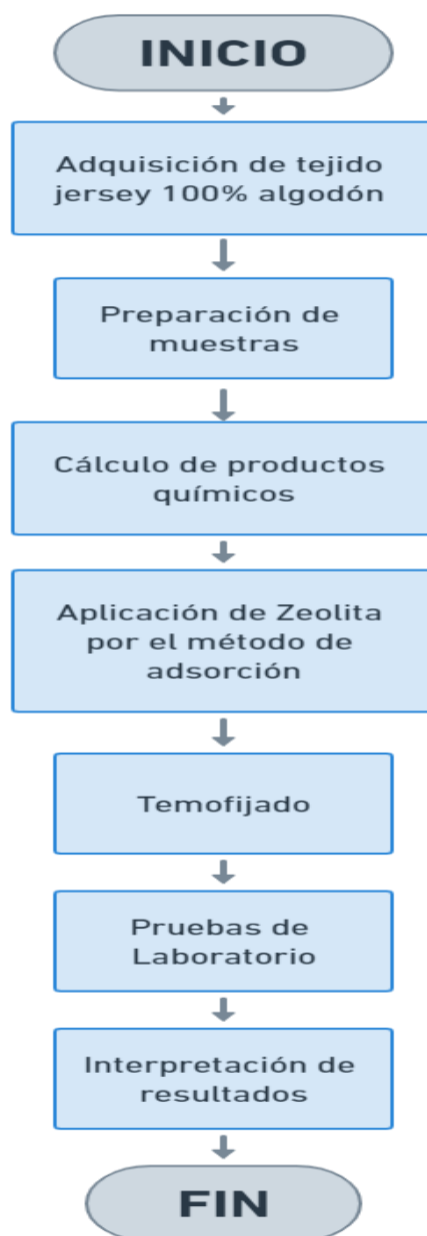 INICIO
Adquisición de tejido
jersey 100% algodón
Preparación de
muestras
Cálculo de productos
químicos
Aplicación de Zeolita
por el método de
adsorción
Temofijado
Pruebas de
Laboratorio
Interpretación de
resultados
FIN